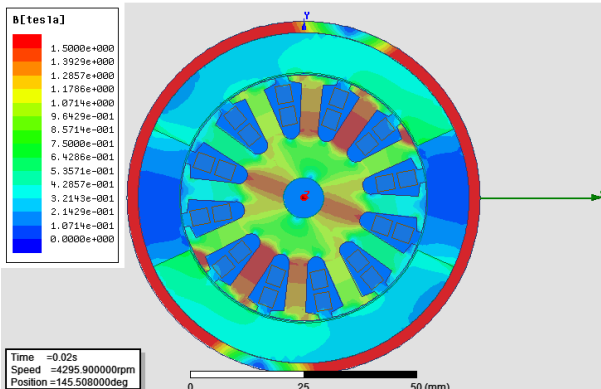 B[tesla]
1.5000e+000
1.3929e+000
1.2857e+000
1.1786e+000
1.0714e+000
9.6429e-001
8.5714e-001
7.5000e-001
6.4286e-001
5.3571e-001
4.2857e-001
3.2143e-001
2.1429e-001
1.0714e-001
0.0000e+000
Y
Time =0.02s
Speed =4295.900000rpm
Position =145.508000deg
0 25 50 (mm)